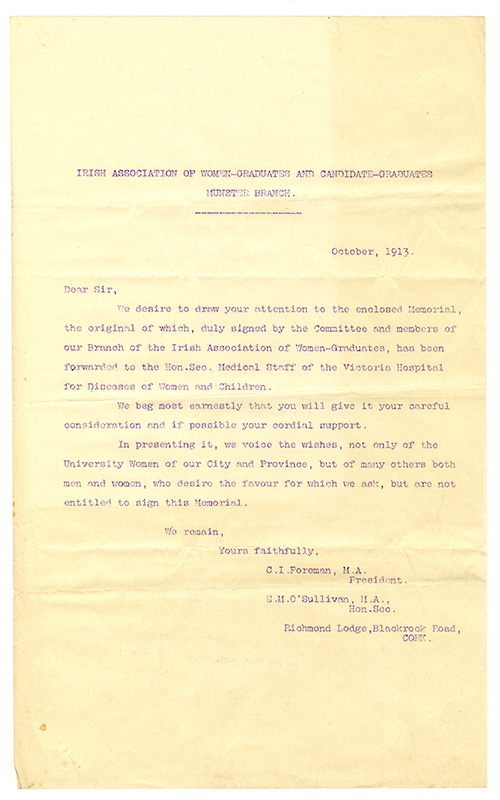 IRISH ASSOCIATION OF WOMEN-GRADUATES AND CANDIDATE-GRADUATES
MUNSTER BRANCH.
October, 1913.
Dear Sir,
We desire to draw your attention to the enclosed Memorial,
the original of which, duly signed by the Committee and members of
our Branch of the Irish Association of Women-Graduates, has been
forwarded to the Hon.Sec. Medical Staff of the Victoria Hospital
for Diseases of Women and Children.
We beg most earnestly that you will give it your careful
consideration and if possible your cordial support.
In presenting it, we voice the wishes, not only of the
University Women of our City and Province, but of many others both
men and women, who desire the favour for which we ask, but are not
entitled to sign this Memorial.
We remain,
Yours faithfully,
C.I.Foreman, M.A.
President.
E.M.O'Sullivan, M.A.,
Hon.Sec.
Richmond Lodge,Blackrock Road,
CORK.